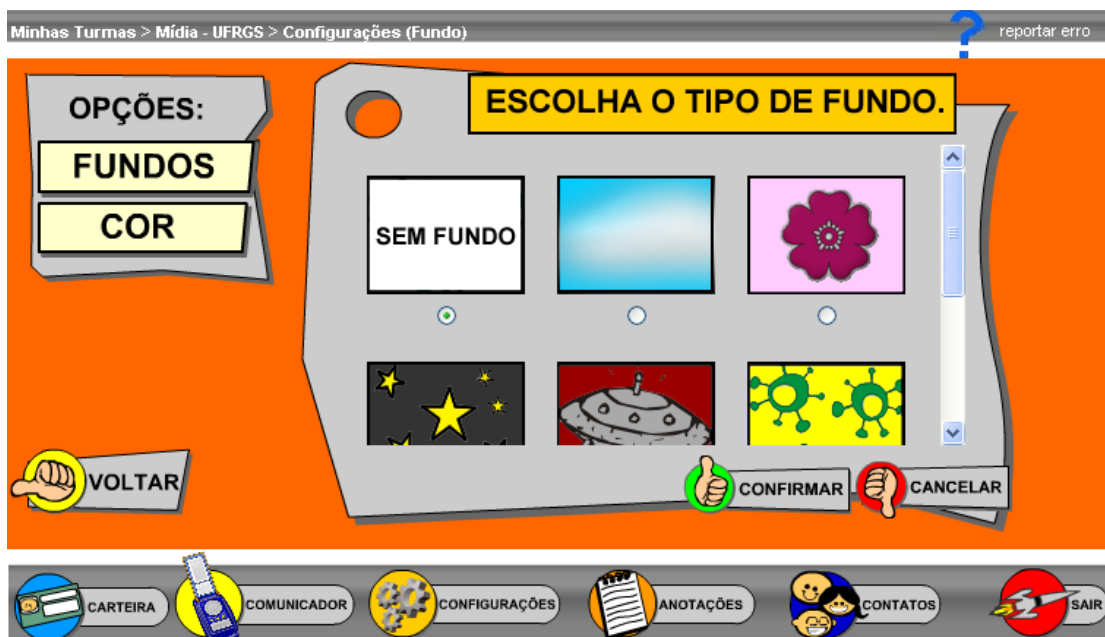 Minhas Turmas > Mídia - UFRGS > Configurações (Fundo)
? reportar erro
OPÇÕES:
FUNDOS
COR
ESCOLHA O TIPO DE FUNDO.
SEM FUNDO
VOLTAR
CONFIRMAR
CANCELAR
CARTEIRA
COMUNICADOR
CONFIGURAÇÕES
ANOTAÇÕES
CONTATOS
SAIR